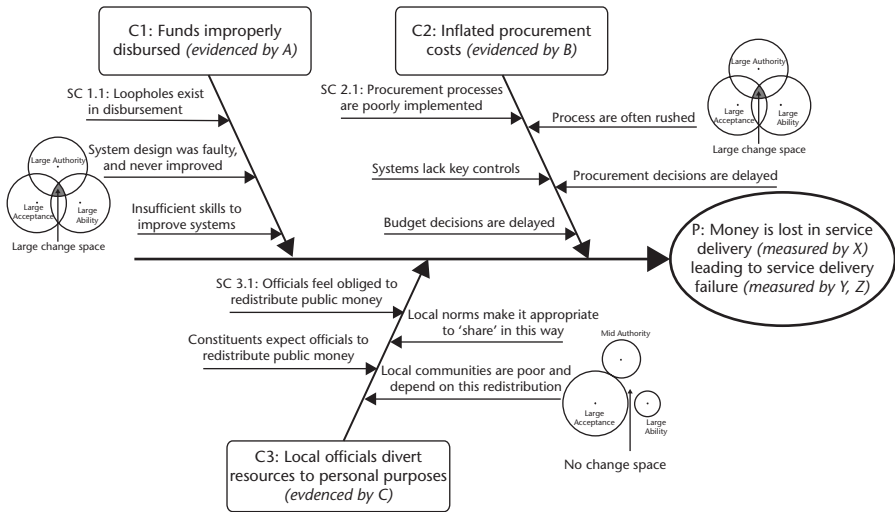 C1: Funds improperly
disbursed (evidenced by A)
C2: Inflated procurement
costs (evidenced by B)
SC 1.1: Loopholes exist
in disbursement
System design was faulty,
and never improved
Insufficient skills to
improve systems
Large Authority
Large
Acceptance
Large
Ability
Large change space
SC 2.1: Procurement processes
are poorly implemented
Process are often rushed
Systems lack key controls
Procurement decisions are delayed
Budget decisions are delayed
Large Authority
Large
Acceptance
Large
Ability
Large change space
P: Money is lost in service
delivery (measured by X)
leading to service delivery
failure (measured by Y, Z)
SC 3.1: Officials feel obliged to
redistribute public money
Local norms make it appropriate
to ‘share’ in this way
Constituents expect officials to
redistribute public money
Local communities are poor and
depend on this redistribution
Mid Authority
Large
Acceptance
Large
Ability
No change space
C3: Local officials divert
resources to personal purposes
(evdenced by C)